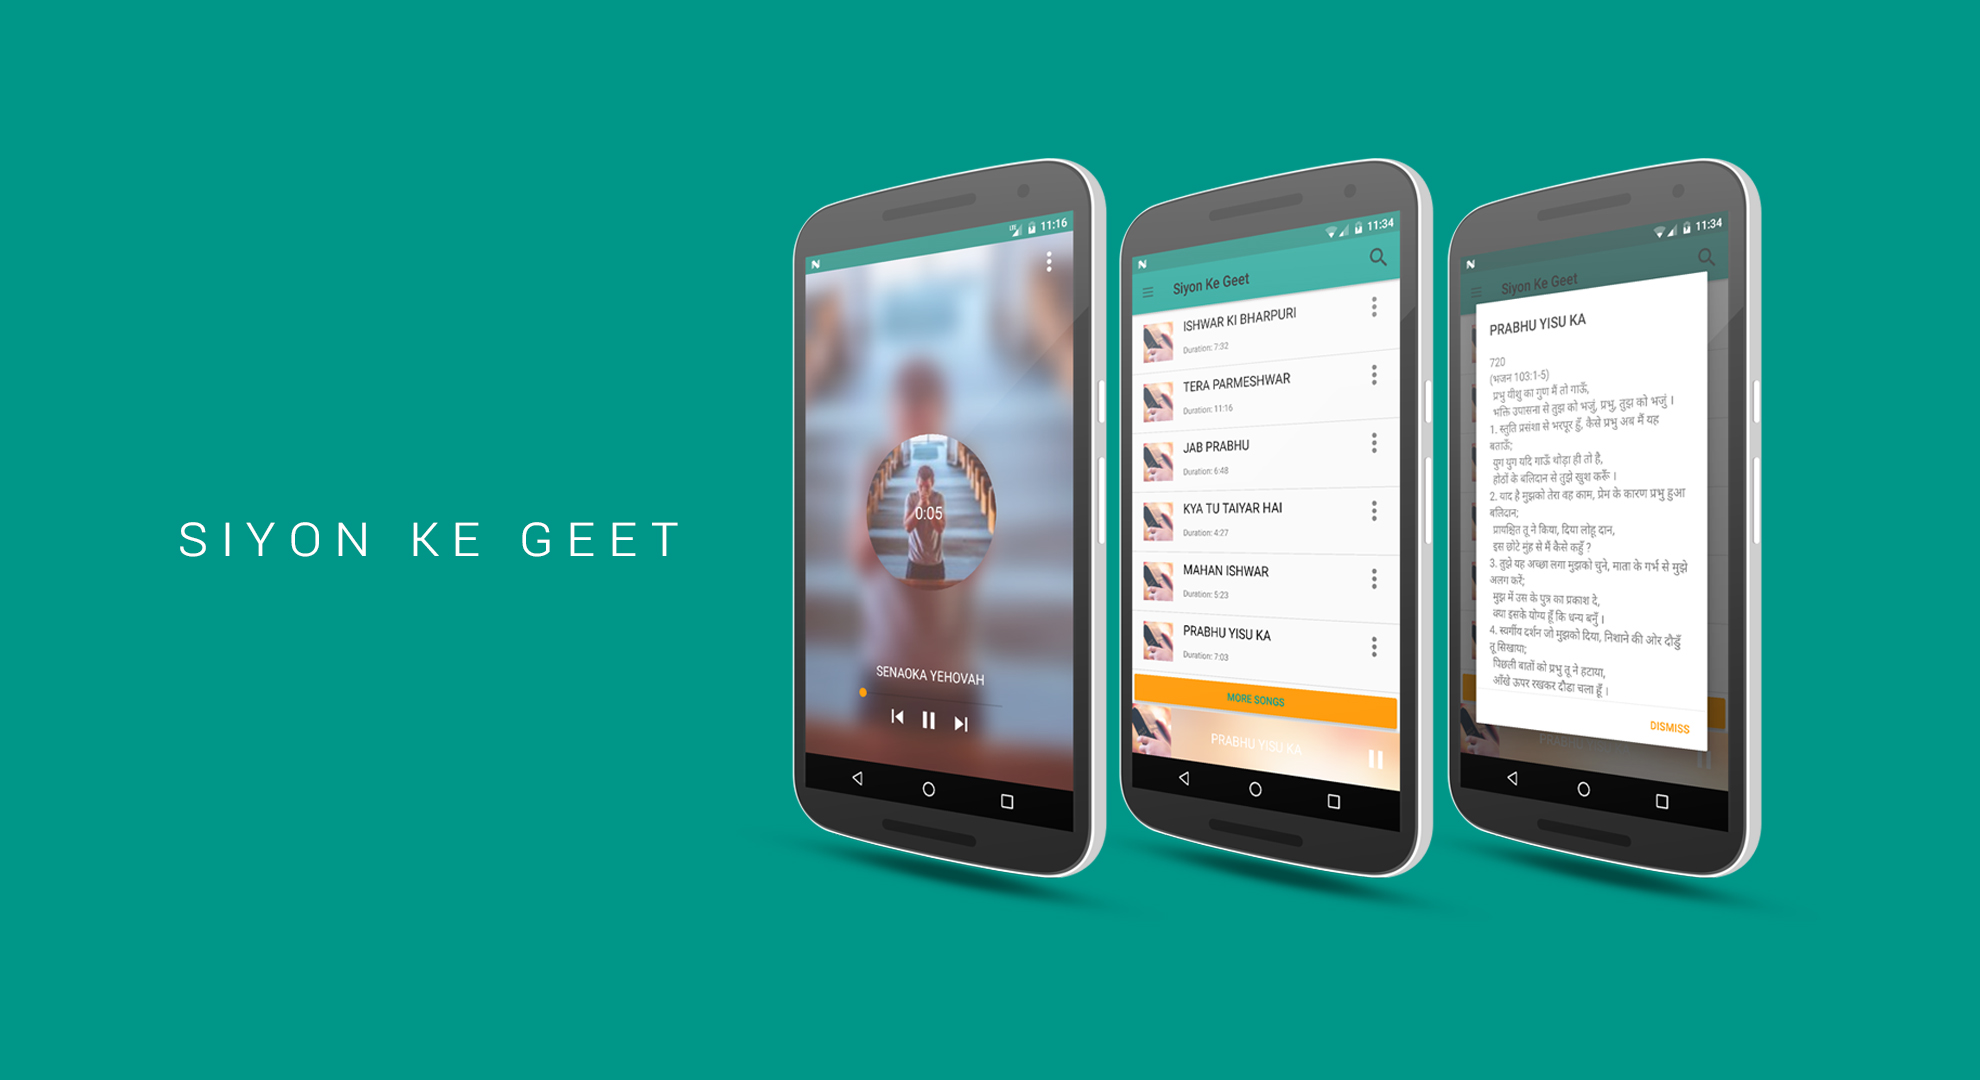 SIYON KE GEET
11:16
0:05
SENAOKA YEHOVAH
11:34
Siyon Ke Geet
ISHWAR KI BHARPURI
Duration: 7:32
TERA PARMESHWAR
Duration: 11:16
JAB PRABHU
Duration: 6:48
KYA TU TAIYAR HAI
Duration: 4:27
MAHAN ISHWAR
Duration: 5:23
PRABHU YISU KA
Duration: 7:03
MORE SONGS
PRABHU YISU KA
11:34
Siyon Ke Geet
PRABHU YISU KA
720
(भजन 103:1-5)
प्रभु यीशु का गुण मैं तो गाऊँ,
भक्ति उपासना से तुझ को भजुं, प्रभु, तुझ को भजुं ।
1. स्तुति प्रसंशा से भरपूर हूँ, कैसे प्रभु अब मैं यह
बताऊँ;
युग युग यदि गाऊँ थोड़ा ही तो है,
होठों के बलिदान से तुझे खुश करूँ ।
2. याद है मुझको तेरा वह काम, प्रेम के कारण प्रभु हुआ
बलिदान;
प्रायश्चित तू ने किया, दिया लोहू दान,
इस छोटे मुंह से मैं कैसे कहूँ ?
3. तुझे यह अच्छा लगा मुझको चुने, माता के गर्भ से मुझे
अलग करें;
मुझ में उस के पुत्र का प्रकाश दे,
क्या इसके योग्य हूँ कि धन्य बनुँ ।
4. स्वर्गीय दर्शन जो मुझको दिया, निशाने की ओर दौडूँ
तू सिखाया;
पिछली बातों को प्रभु तू ने हटाया,
आँखे ऊपर रखकर दौडा चला हूँ ।
DISMISS
PRABHU YISU KA